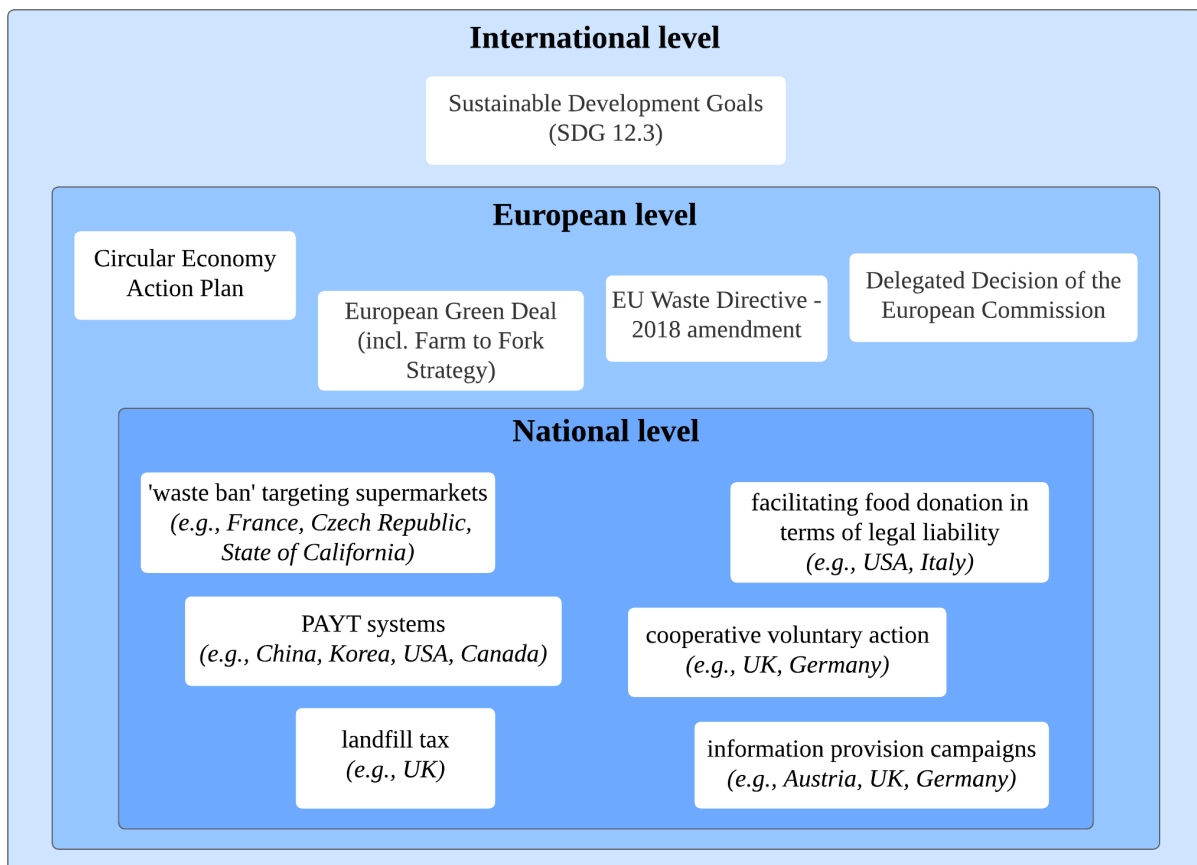 International level
Sustainable Development Goals
(SDG 12.3)
European level
Circular Economy
Action Plan
European Green Deal
(incl. Farm to Fork
Strategy)
EU Waste Directive -
2018 amendment
Delegated Decision of the
European Commission
National level
'waste ban' targeting supermarkets
(e.g., France, Czech Republic,
State of California)
facilitating food donation in
terms of legal liability
(e.g., USA, Italy)
PAYT systems
(e.g., China, Korea, USA, Canada)
cooperative voluntary action
(e.g., UK, Germany)
landfill tax
(e.g., UK)
information provision campaigns
(e.g., Austria, UK, Germany)